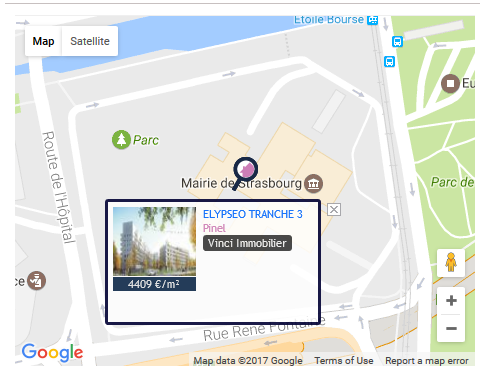 Etoile Bourse
Map
Satellite
Eu
Parc
Route de l'Hôpital
Mairie de Strasbourg
Parc de
ELYPSEO TRANCHE 3
Pinel
Vinci Immobilier
4409 €/m²
ce
Rue René Fontaine
Google
Map data ©2017 Google
Terms of Use
Report a map error